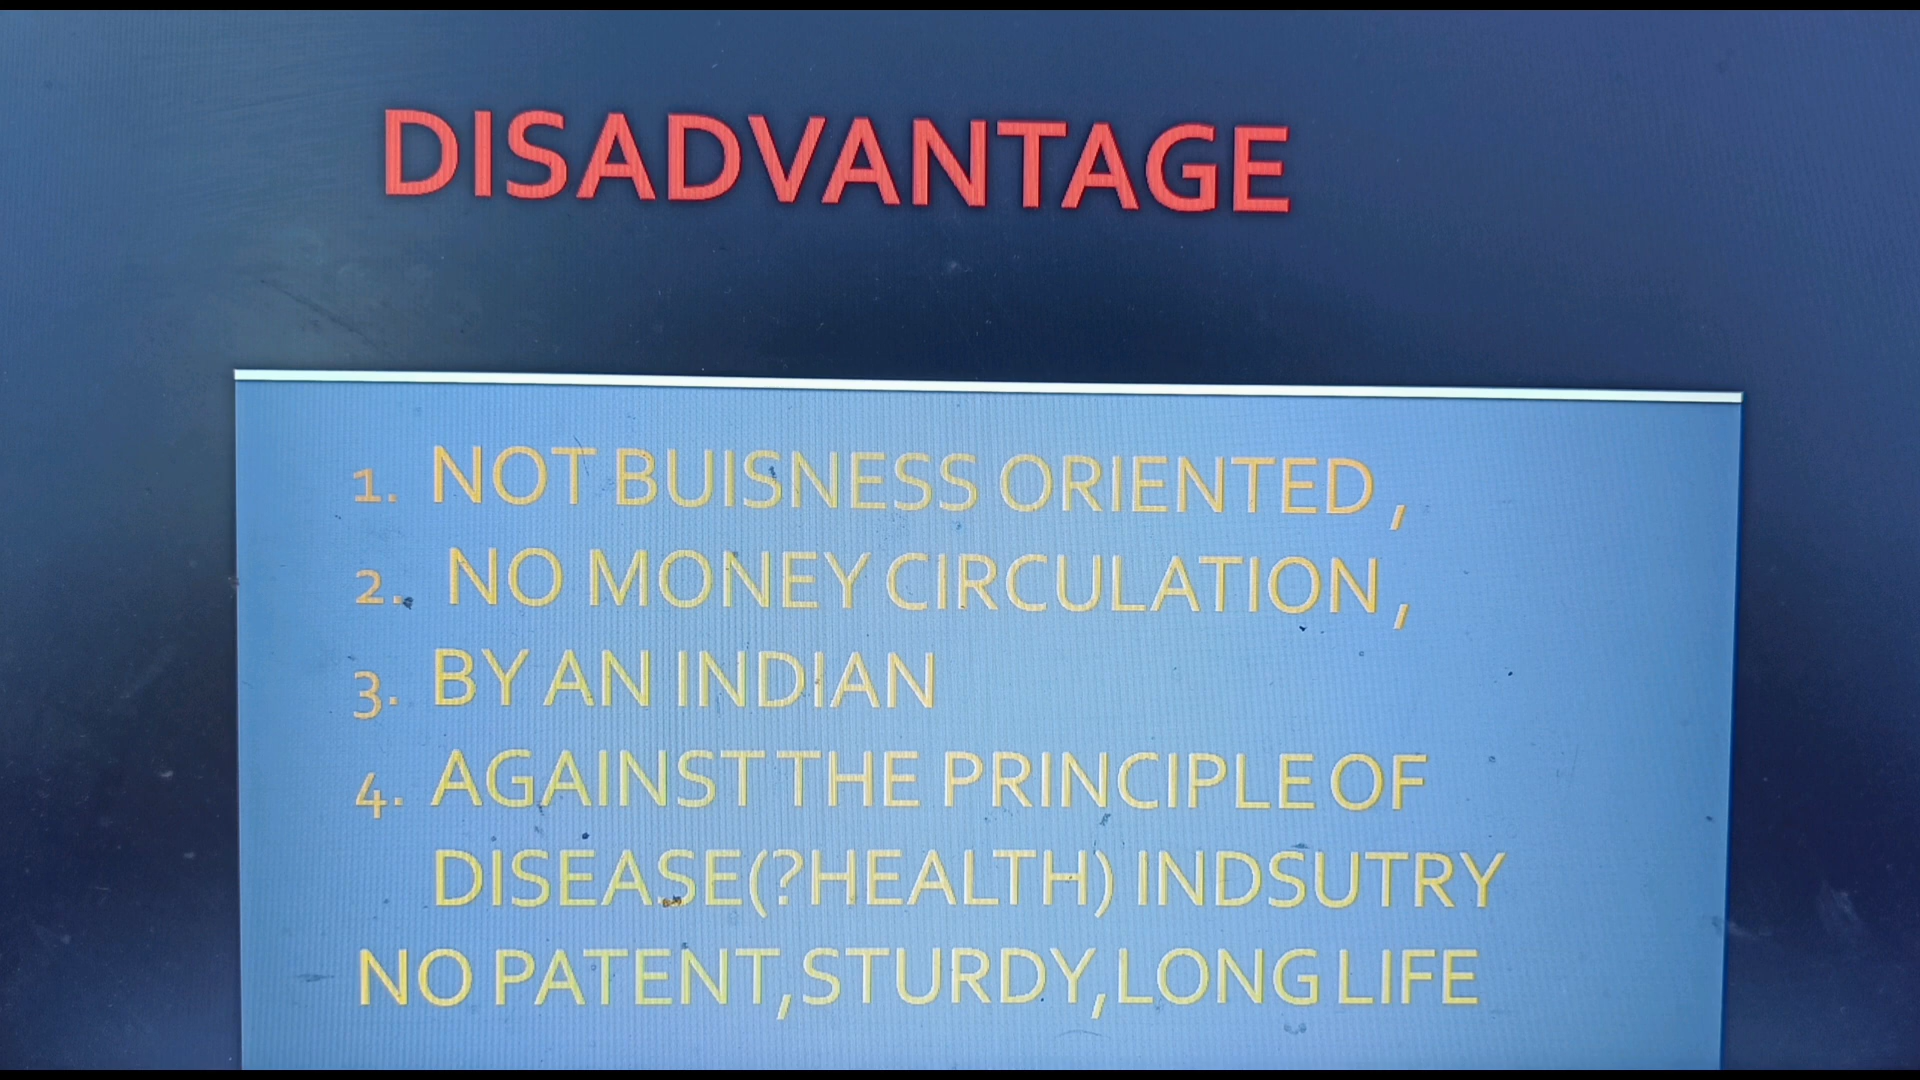 DISADVANTAGE
1. NOT BUISNESS ORIENTED ,
2. NO MONEY CIRCULATION ,
3. BY AN INDIAN
4. AGAINST THE PRINCIPLE OF
DISEASE(?HEALTH) INDSUTRY
NO PATENT,STURDY,LONG LIFE